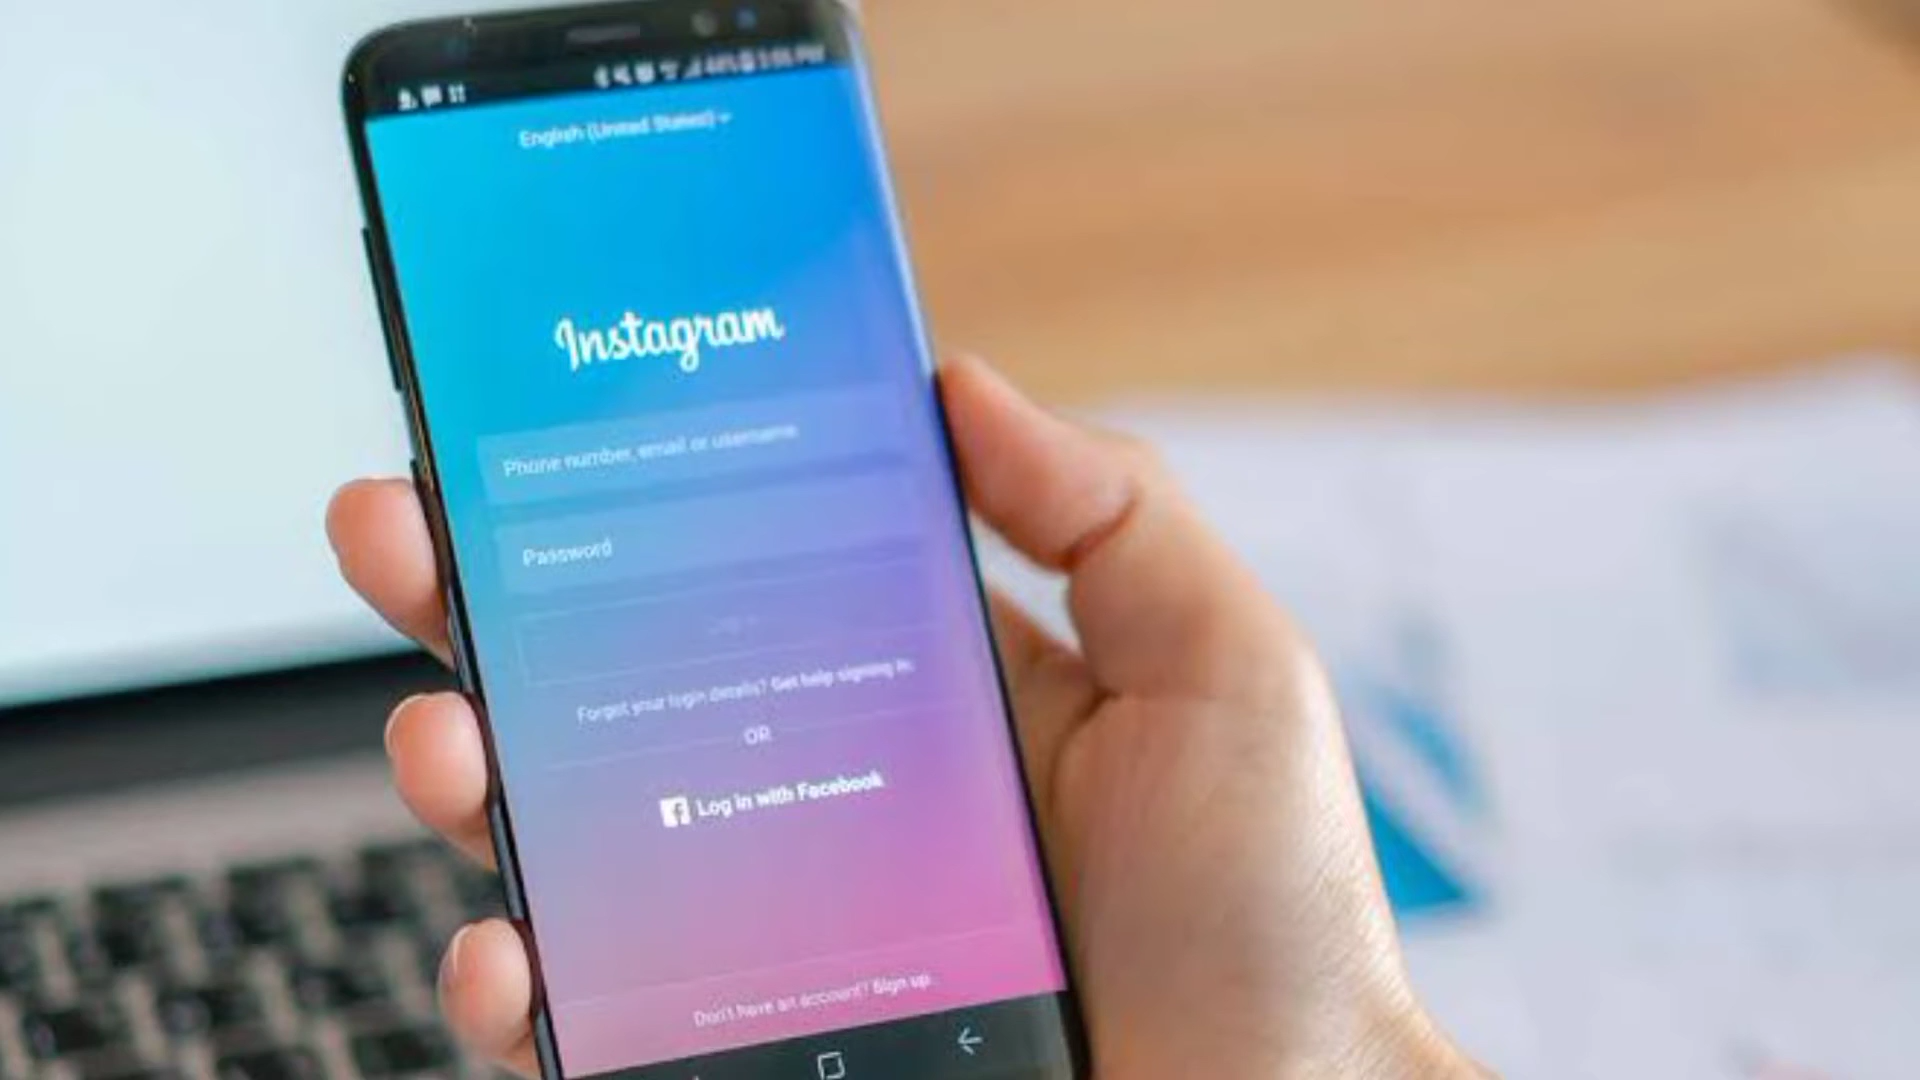 English (United States)
Instagram
Phone number, email or username
Password
Forgot your login details? Get help signing in.
OR
f Log in with Facebook
Don't have an account? Sign up.